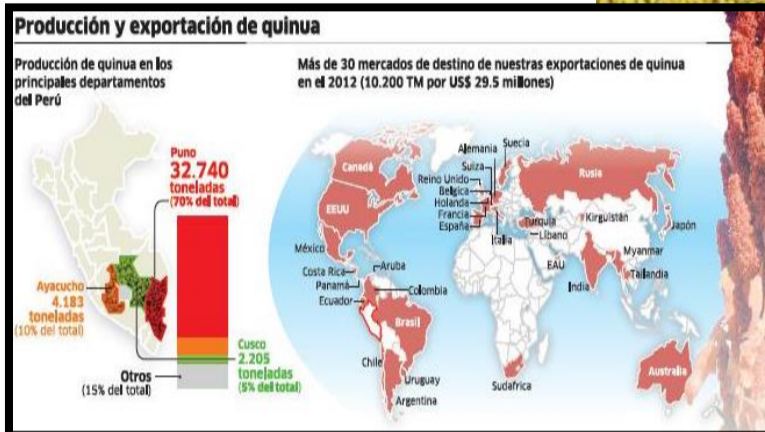 Producción y exportación de quinua
Producción de quinua en los
principales departamentos
del Perú
Puno
32.740
toneladas
(70% del total)
Ayacucho
4.183
toneladas
(10% del total)
Cusco
2.205
toneladas
(5% del total)
Otros
(15% del total)
Más de 30 mercados de destino de nuestras exportaciones de quinua
en el 2012 (10.200 TM por US$ 29.5 millones)
Canadá
EEUU
México
Costa Rica
Panamá
Ecuador
Aruba
Colombia
Brasil
Chile
Uruguay
Argentina
Alemania
Suecia
Suiza
Reino Unido
Belgica
Holanda
Francia
España
Italia
Turquia
Líbano
Rusia
Kirguistán
Japón
EAU
India
Myanmar
Tailandia
Sudafrica
Australia